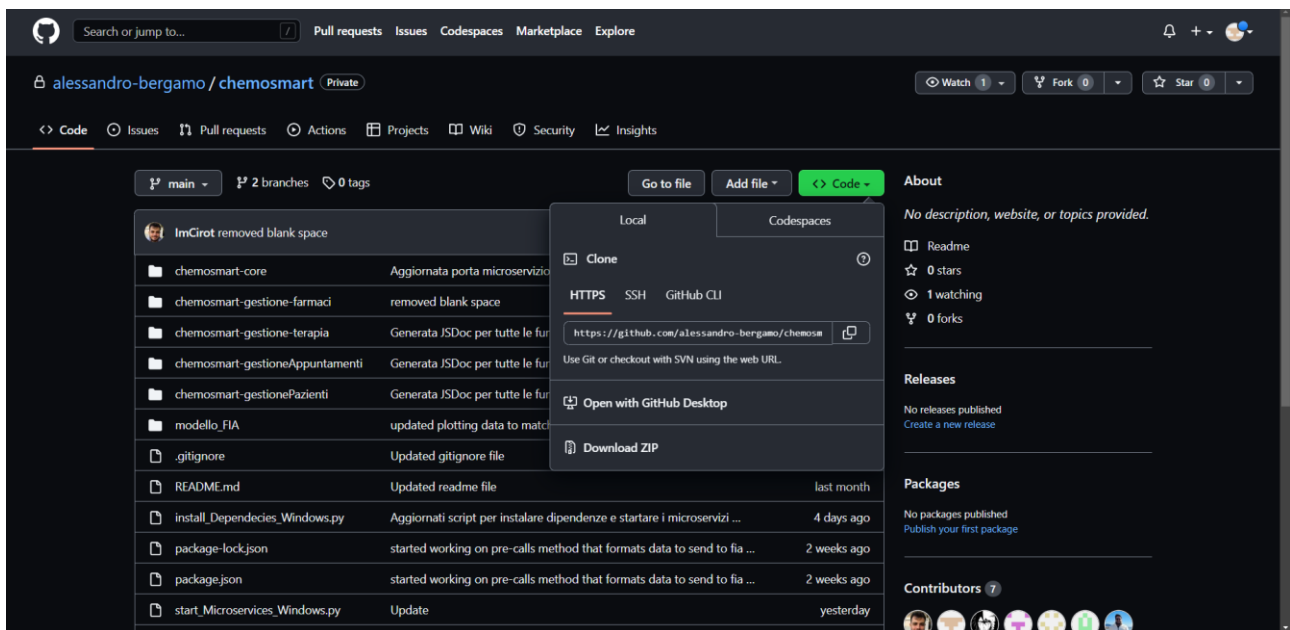 Search or jump to... / Pull requests Issues Codespaces Marketplace Explore
alessandro-bergamo / chemosmart Private
Watch 1 Fork 0 Star 0
Code Issues Pull requests Actions Projects Wiki Security Insights
main 2 branches 0 tags Go to file Add file Code
ImCirot removed blank space
chemosmart-core Aggiornata porta microservizio
chemosmart-gestione-farmaci removed blank space
chemosmart-gestione-terapia Generata JSDoc per tutte le fun
chemosmart-gestioneAppuntamenti Generata JSDoc per tutte le fun
chemosmart-gestionePazienti Generata JSDoc per tutte le fun
modello_FIA updated plotting data to match
.gitignore Updated gitignore file
README.md Updated readme file last month
install_Dependecies_Windows.py Aggiornati script per instalare dipendenze e startare i microservizi ... 4 days ago
package-lock.json started working on pre-calls method that formats data to send to fia ... 2 weeks ago
package.json started working on pre-calls method that formats data to send to fia ... 2 weeks ago
start_Microservices_Windows.py Update yesterday
Local Codespaces
Clone
HTTPS SSH GitHub CLI
https://github.com/alessandro-bergamo/chemosm
Use Git or checkout with SVN using the web URL.
Open with GitHub Desktop
Download ZIP
About
No description, website, or topics provided.
Readme
0 stars
1 watching
0 forks
Releases
No releases published
Create a new release
Packages
No packages published
Publish your first package
Contributors 7